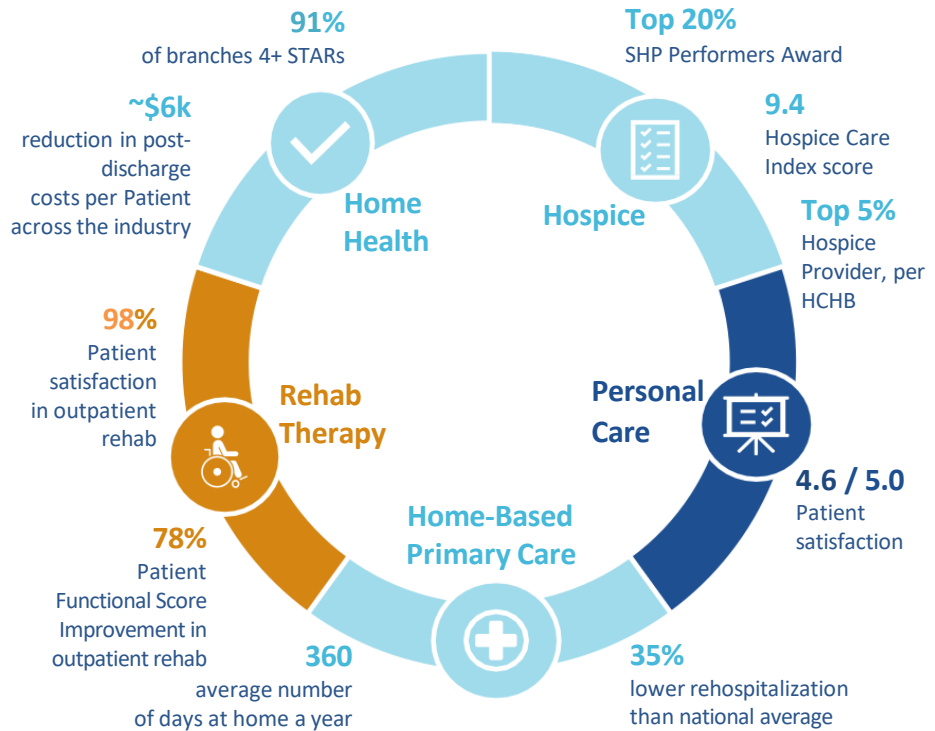 91%
of branches 4+ STARs
~$6k
reduction in post-
discharge
costs per Patient
across the industry
Home
Health
Top 20%
SHP Performers Award
9.4
Hospice Care
Index score
Top 5%
Hospice
Provider, per
HCHB
Hospice
98%
Patient
satisfaction
in outpatient
rehab
Rehab
Therapy
78%
Patient
Functional Score
Improvement in
outpatient rehab
Personal
Care
4.6 / 5.0
Patient
satisfaction
Home-Based
Primary Care
360
average number
of days at home a year
35%
lower rehospitalization
than national average